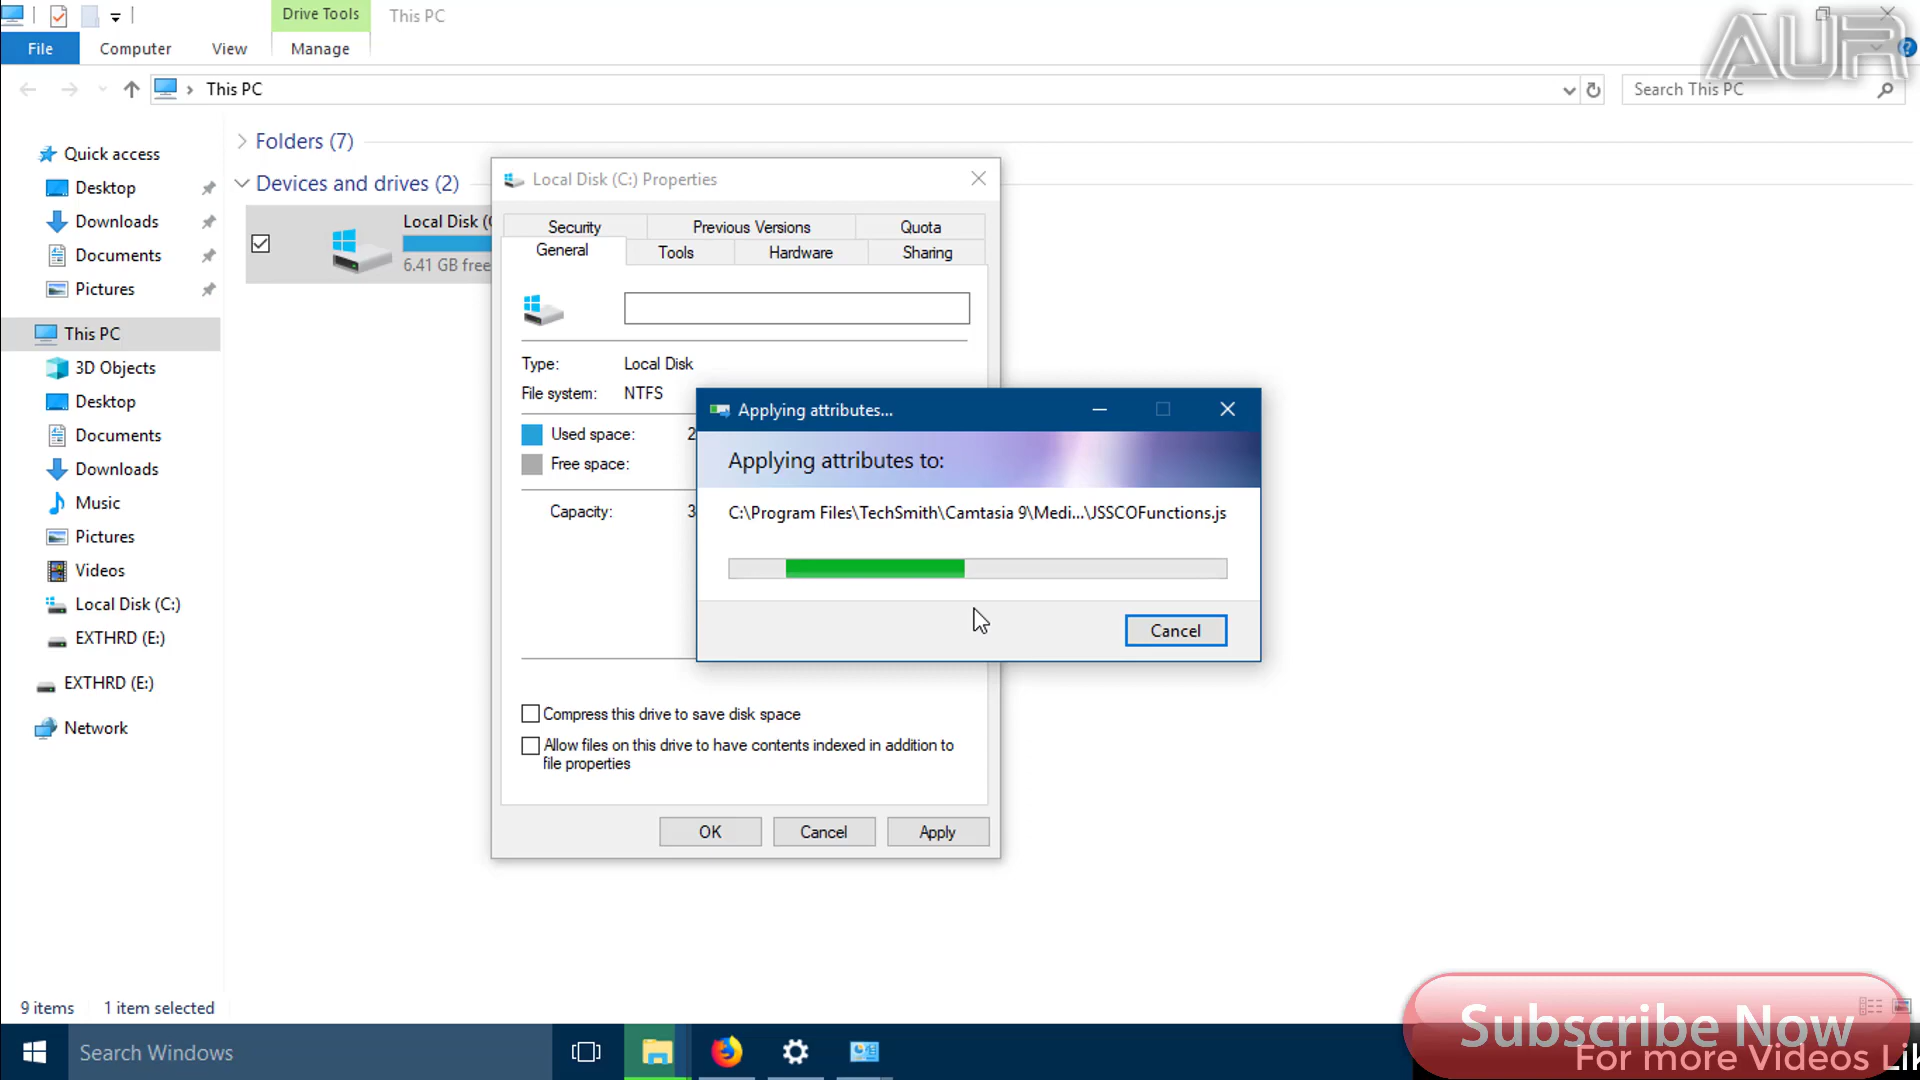 Drive Tools
This PC
AUR
File
Computer
View
Manage
This PC
Search This PC
Quick access
Desktop
Downloads
Documents
Pictures
This PC
3D Objects
Desktop
Documents
Downloads
Music
Pictures
Videos
Local Disk (C:)
EXTHRD (E:)
EXTHRD (E:)
Network
Folders (7)
Devices and drives (2)
Local Disk (
6.41 GB free
Local Disk (C:) Properties
Security
Previous Versions
Quota
General
Tools
Hardware
Sharing
Type:
Local Disk
File system:
NTFS
Used space:
2
Free space:
Capacity:
3
Applying attributes...
Applying attributes to:
C:\Program Files\TechSmith\Camtasia 9\Medi...\JSSCOFunctions.js
Cancel
Compress this drive to save disk space
Allow files on this drive to have contents indexed in addition to
file properties
OK
Cancel
Apply
9 items
1 item selected
Search Windows
Subscribe Now
For more Videos Lik